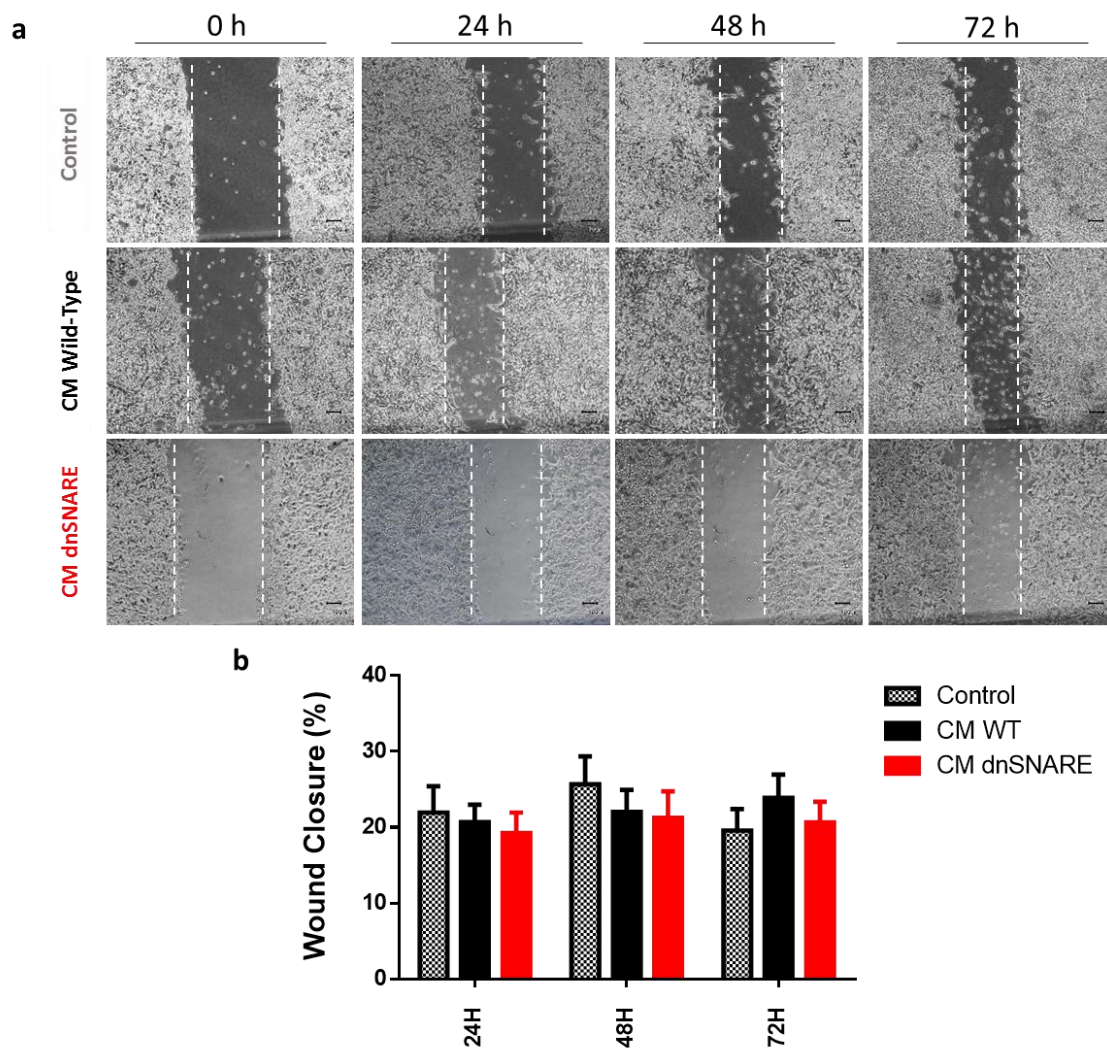 a
0 h 24 h 48 h 72 h
Control
CM Wild-Type
CM dnSNARE
b
Wound Closure (%)
40
30
20
10
0
24H 48H 72H
Control
CM WT
CM dnSNARE